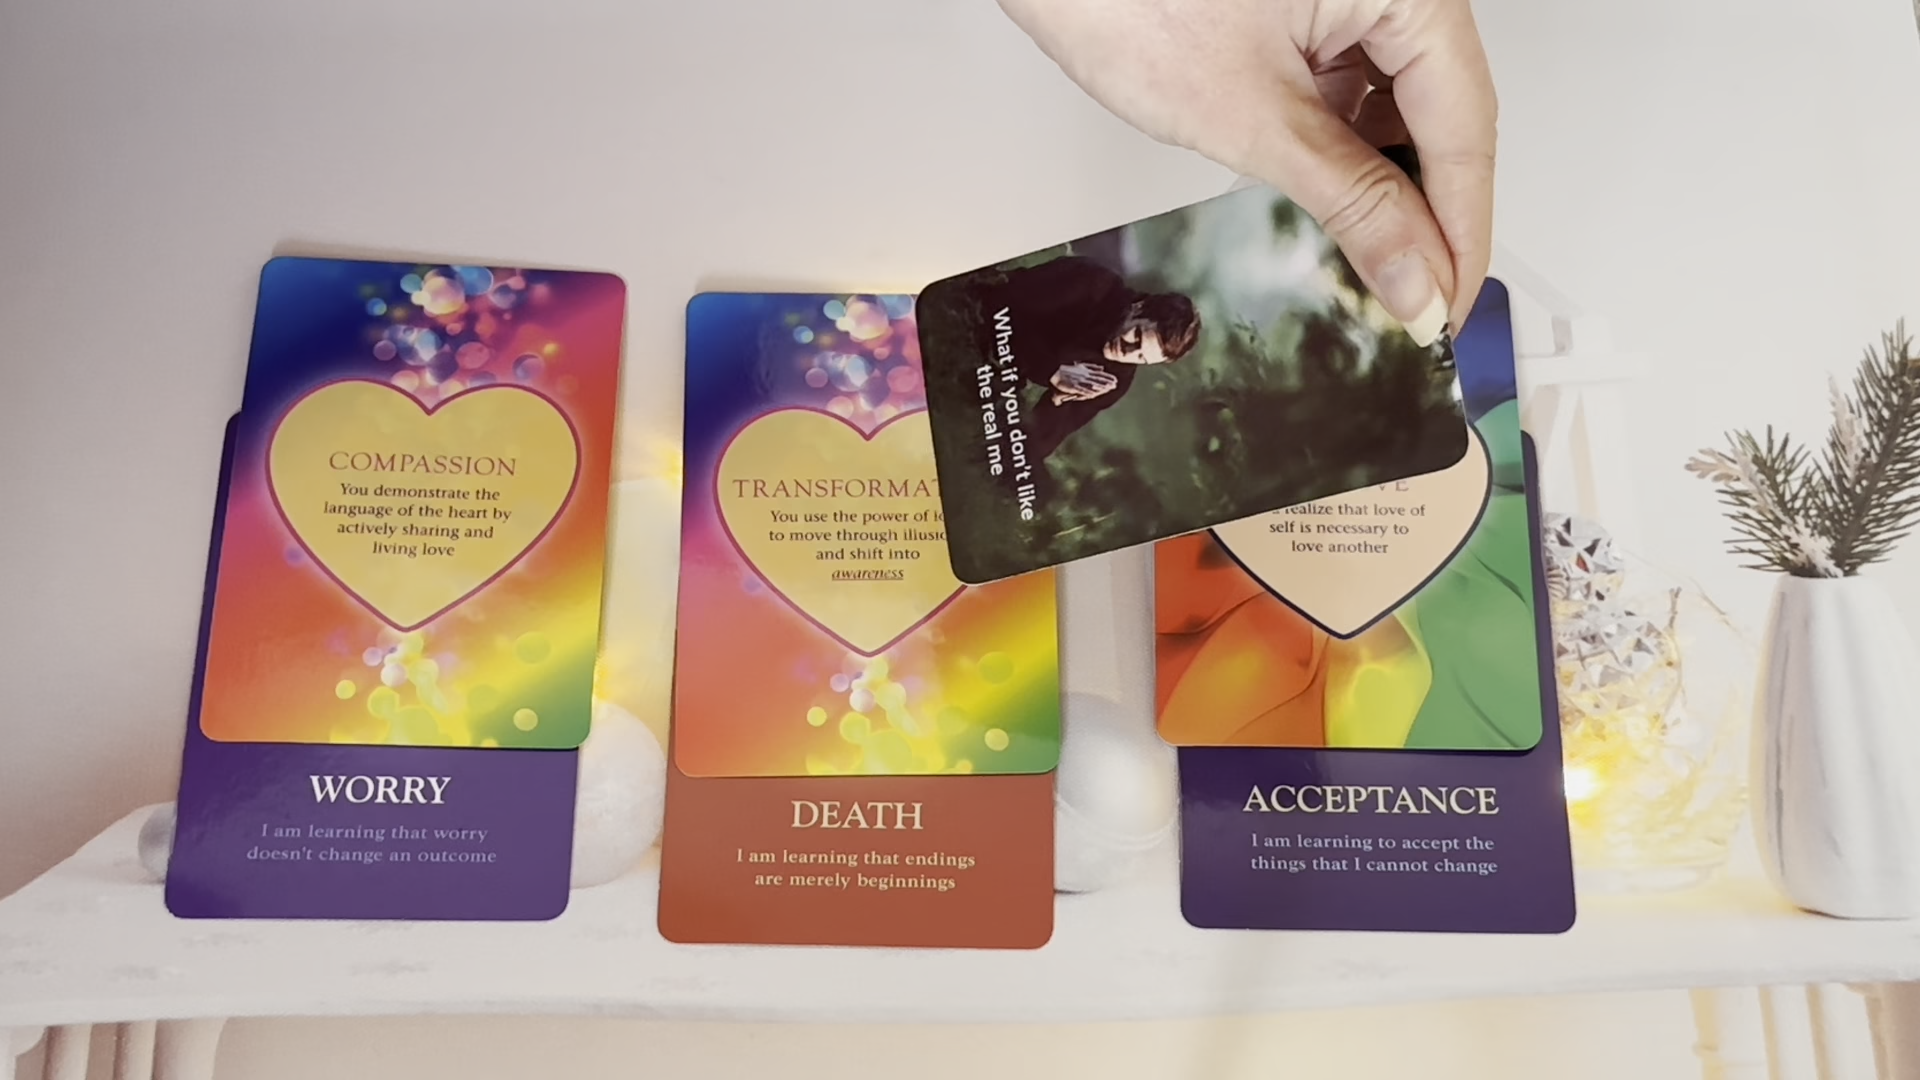 COMPASSION
You demonstrate the
language of the heart by
actively sharing and
living love
WORRY
I am learning that worry
doesn't change an outcome
You use the power of
to move through
and shift into
awareness
DEATH
I am learning that endings
are merely beginnings
What if you don't like
the real me
realize that love of
self is necessary to
love another
ACCEPTANCE
I am learning to accept the
things that I cannot change